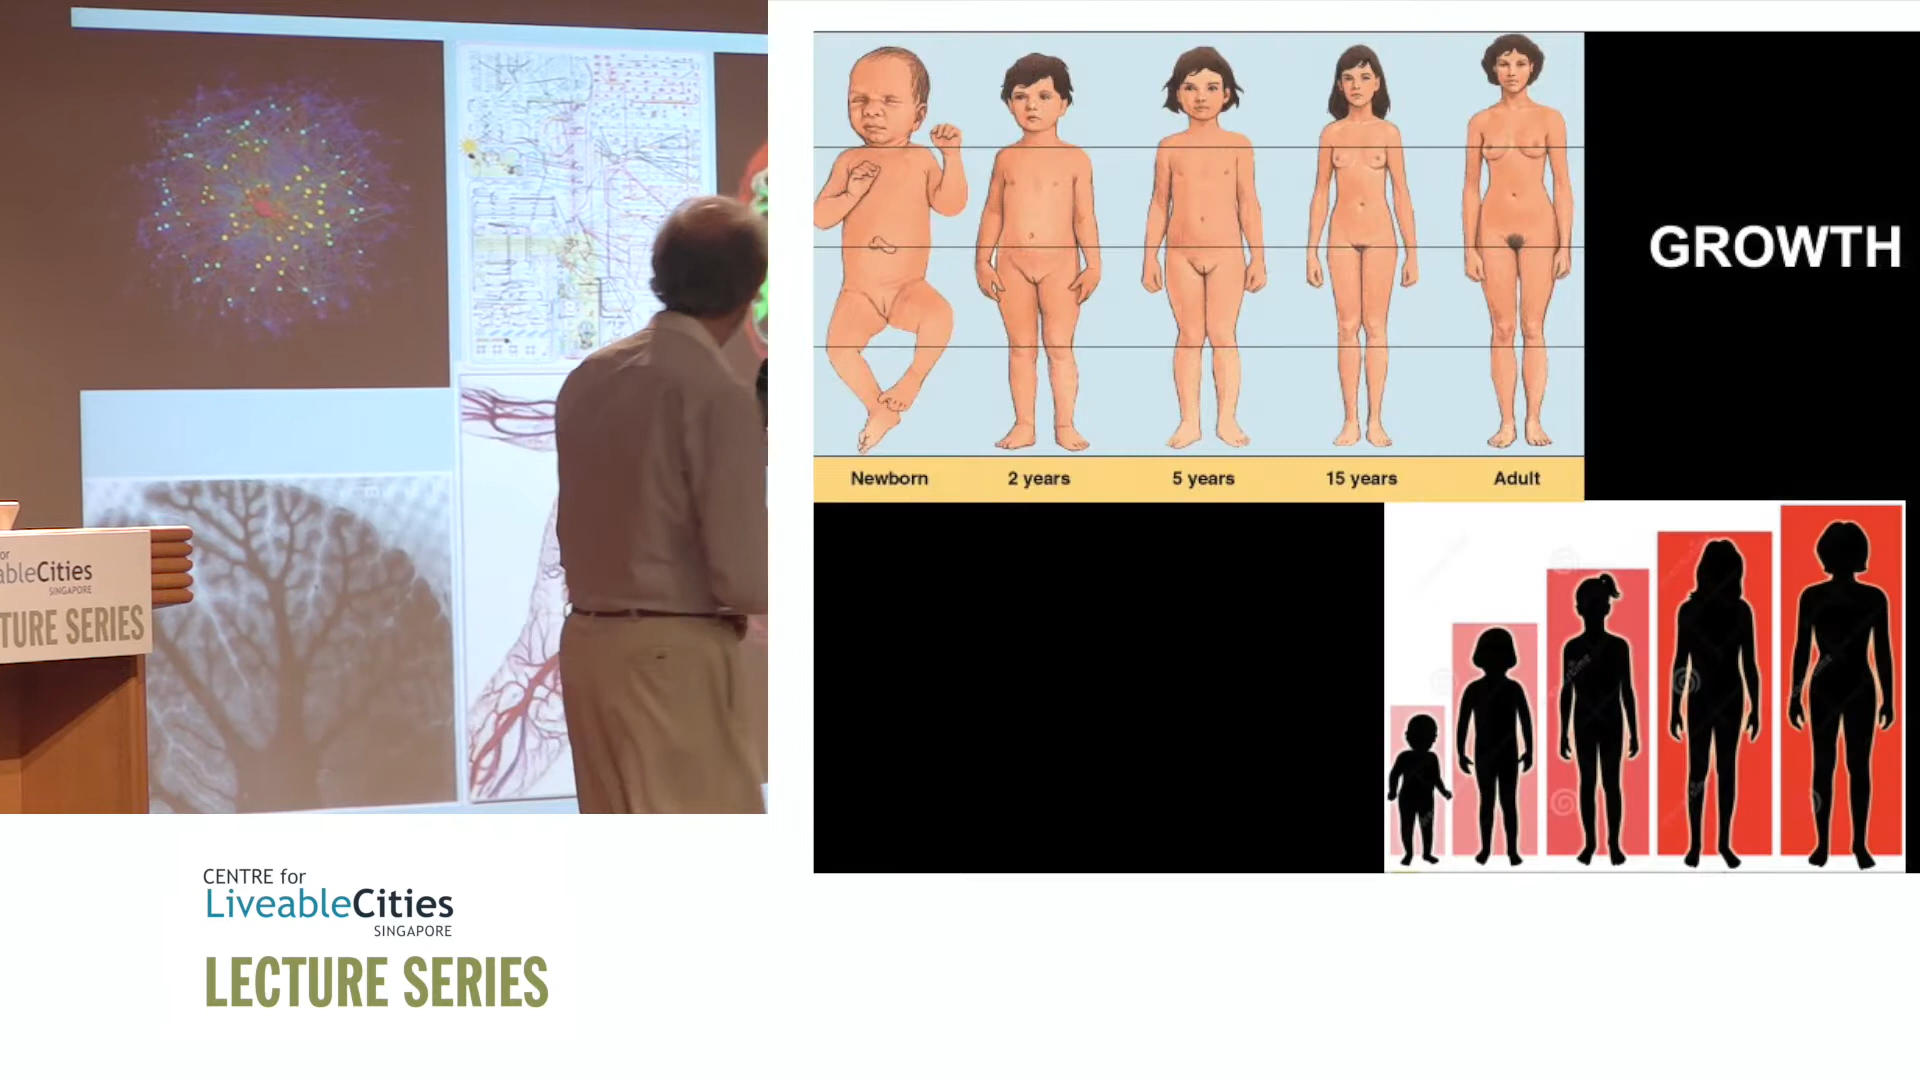 or
ableCities
SINGAPORE
TURE SERIES
CENTRE for
LiveableCities
SINGAPORE
LECTURE SERIES
GROWTH
Newborn
2 years
5 years
15 years
Adult